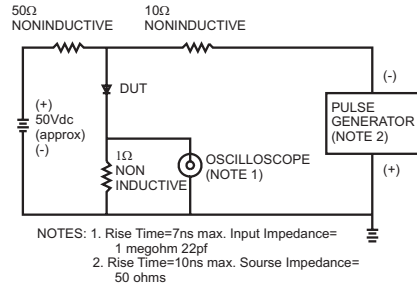 50Ω
NONINDUCTIVE
10Ω
NONINDUCTIVE
(+)
50Vdc
(approx)
(-)
DUT
1Ω
NON
INDUCTIVE
OSCILLOSCOPE
(NOTE 1)
(-)
PULSE
GENERATOR
(NOTE 2)
(+)
NOTES: 1. Rise Time=7ns max. Input Impedance=
1 megohm 22pf
2. Rise Time=10ns max. Sourse Impedance=
50 ohms